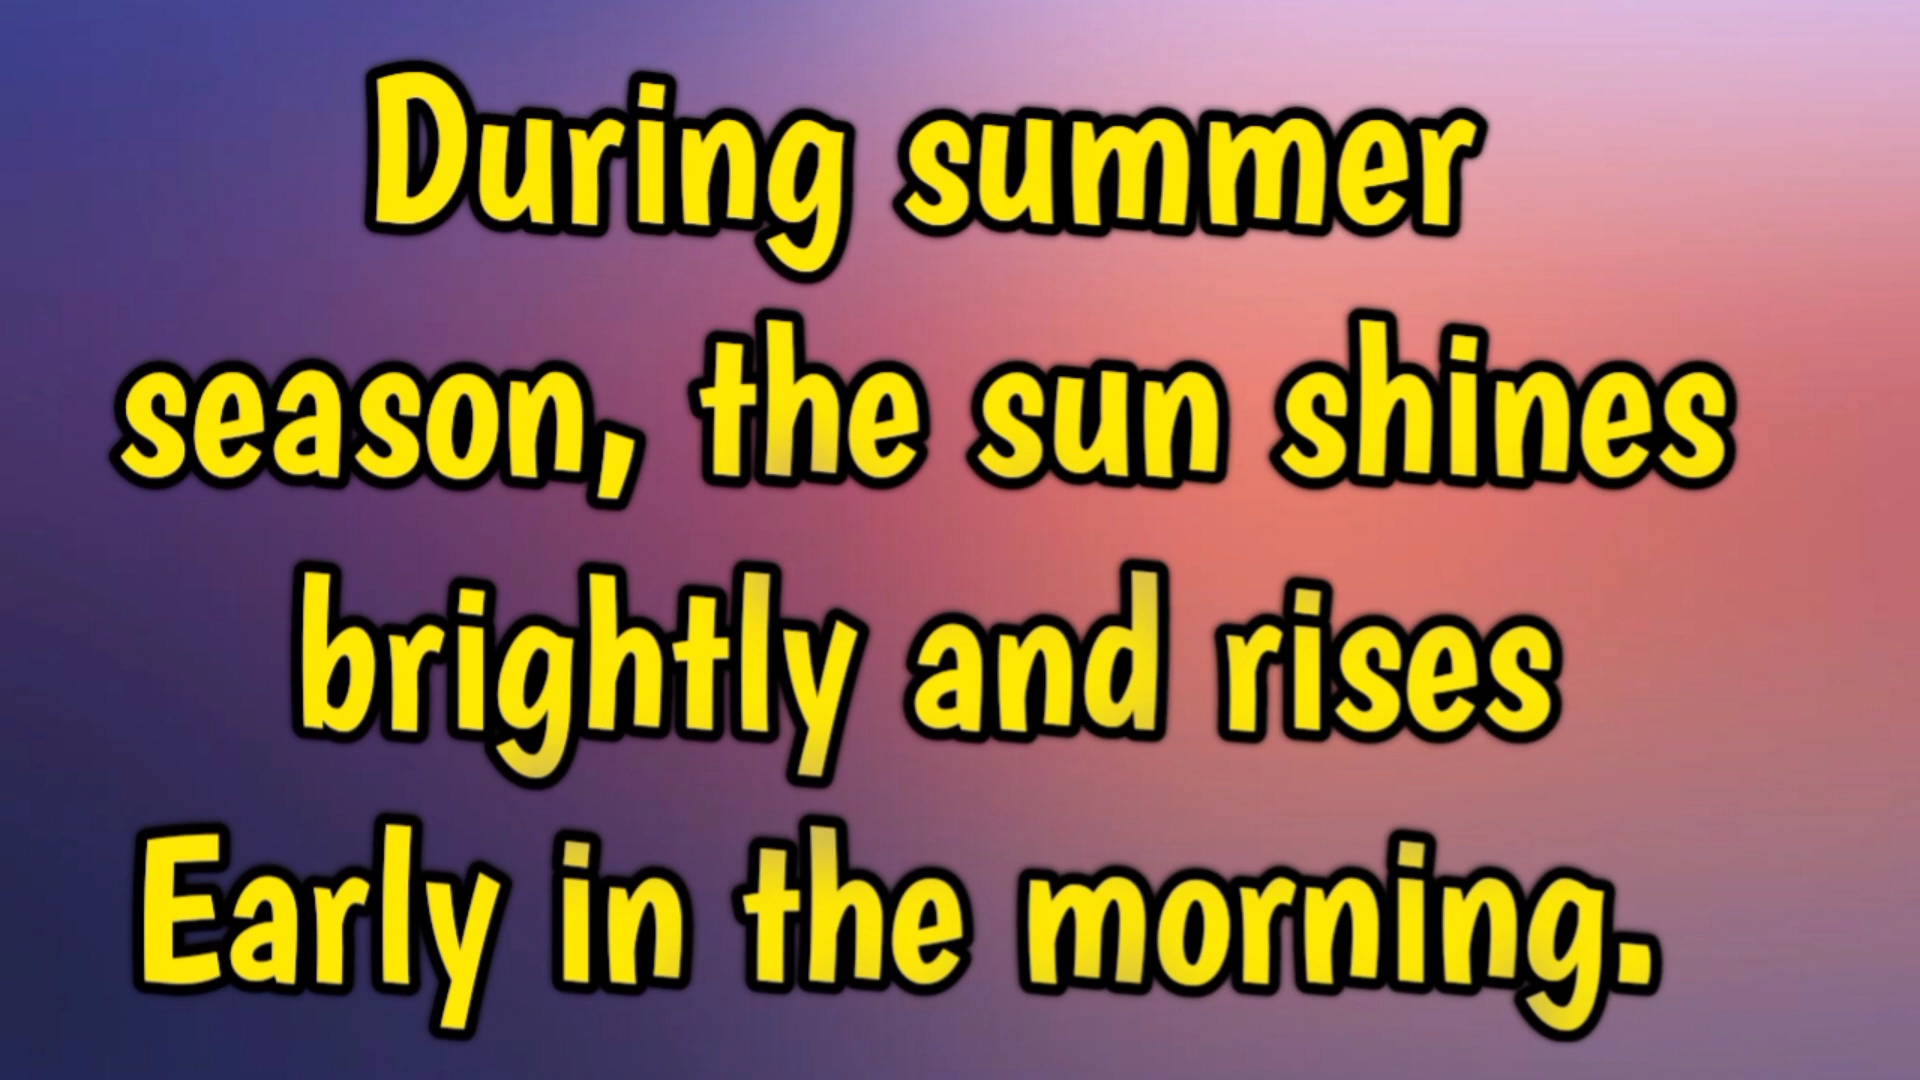 During summer
season, the sun shines
brightly and rises
Early in the morning.